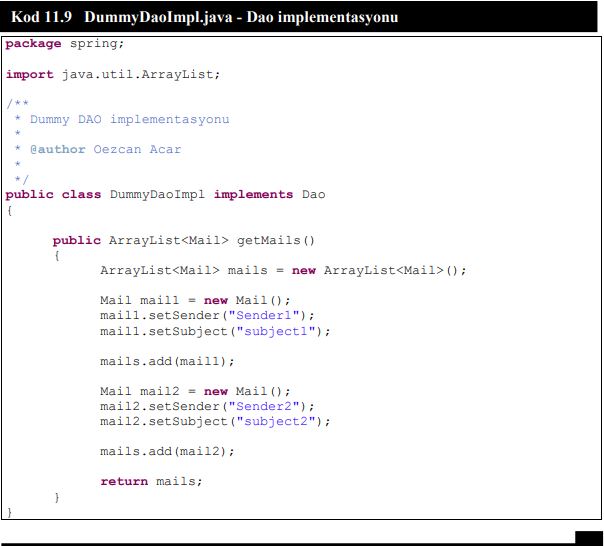 Kod 11.9 DummyDaoImpl.java - Dao implementasyonu
package spring;
import java.util.ArrayList;
/**
* Dummy DAO implementasyonu
*
* @author Oezcan Acar
*
*/
public class DummyDaoImpl implements Dao
{
public ArrayList<Mail> getMails()
{
ArrayList<Mail> mails = new ArrayList<Mail>();
Mail mail1 = new Mail();
mail1.setSender("Sender1");
mail1.setSubject("subject1");
mails.add(mail1);
Mail mail2 = new Mail();
mail2.setSender("Sender2");
mail2.setSubject("subject2");
mails.add(mail2);
return mails;
}
}